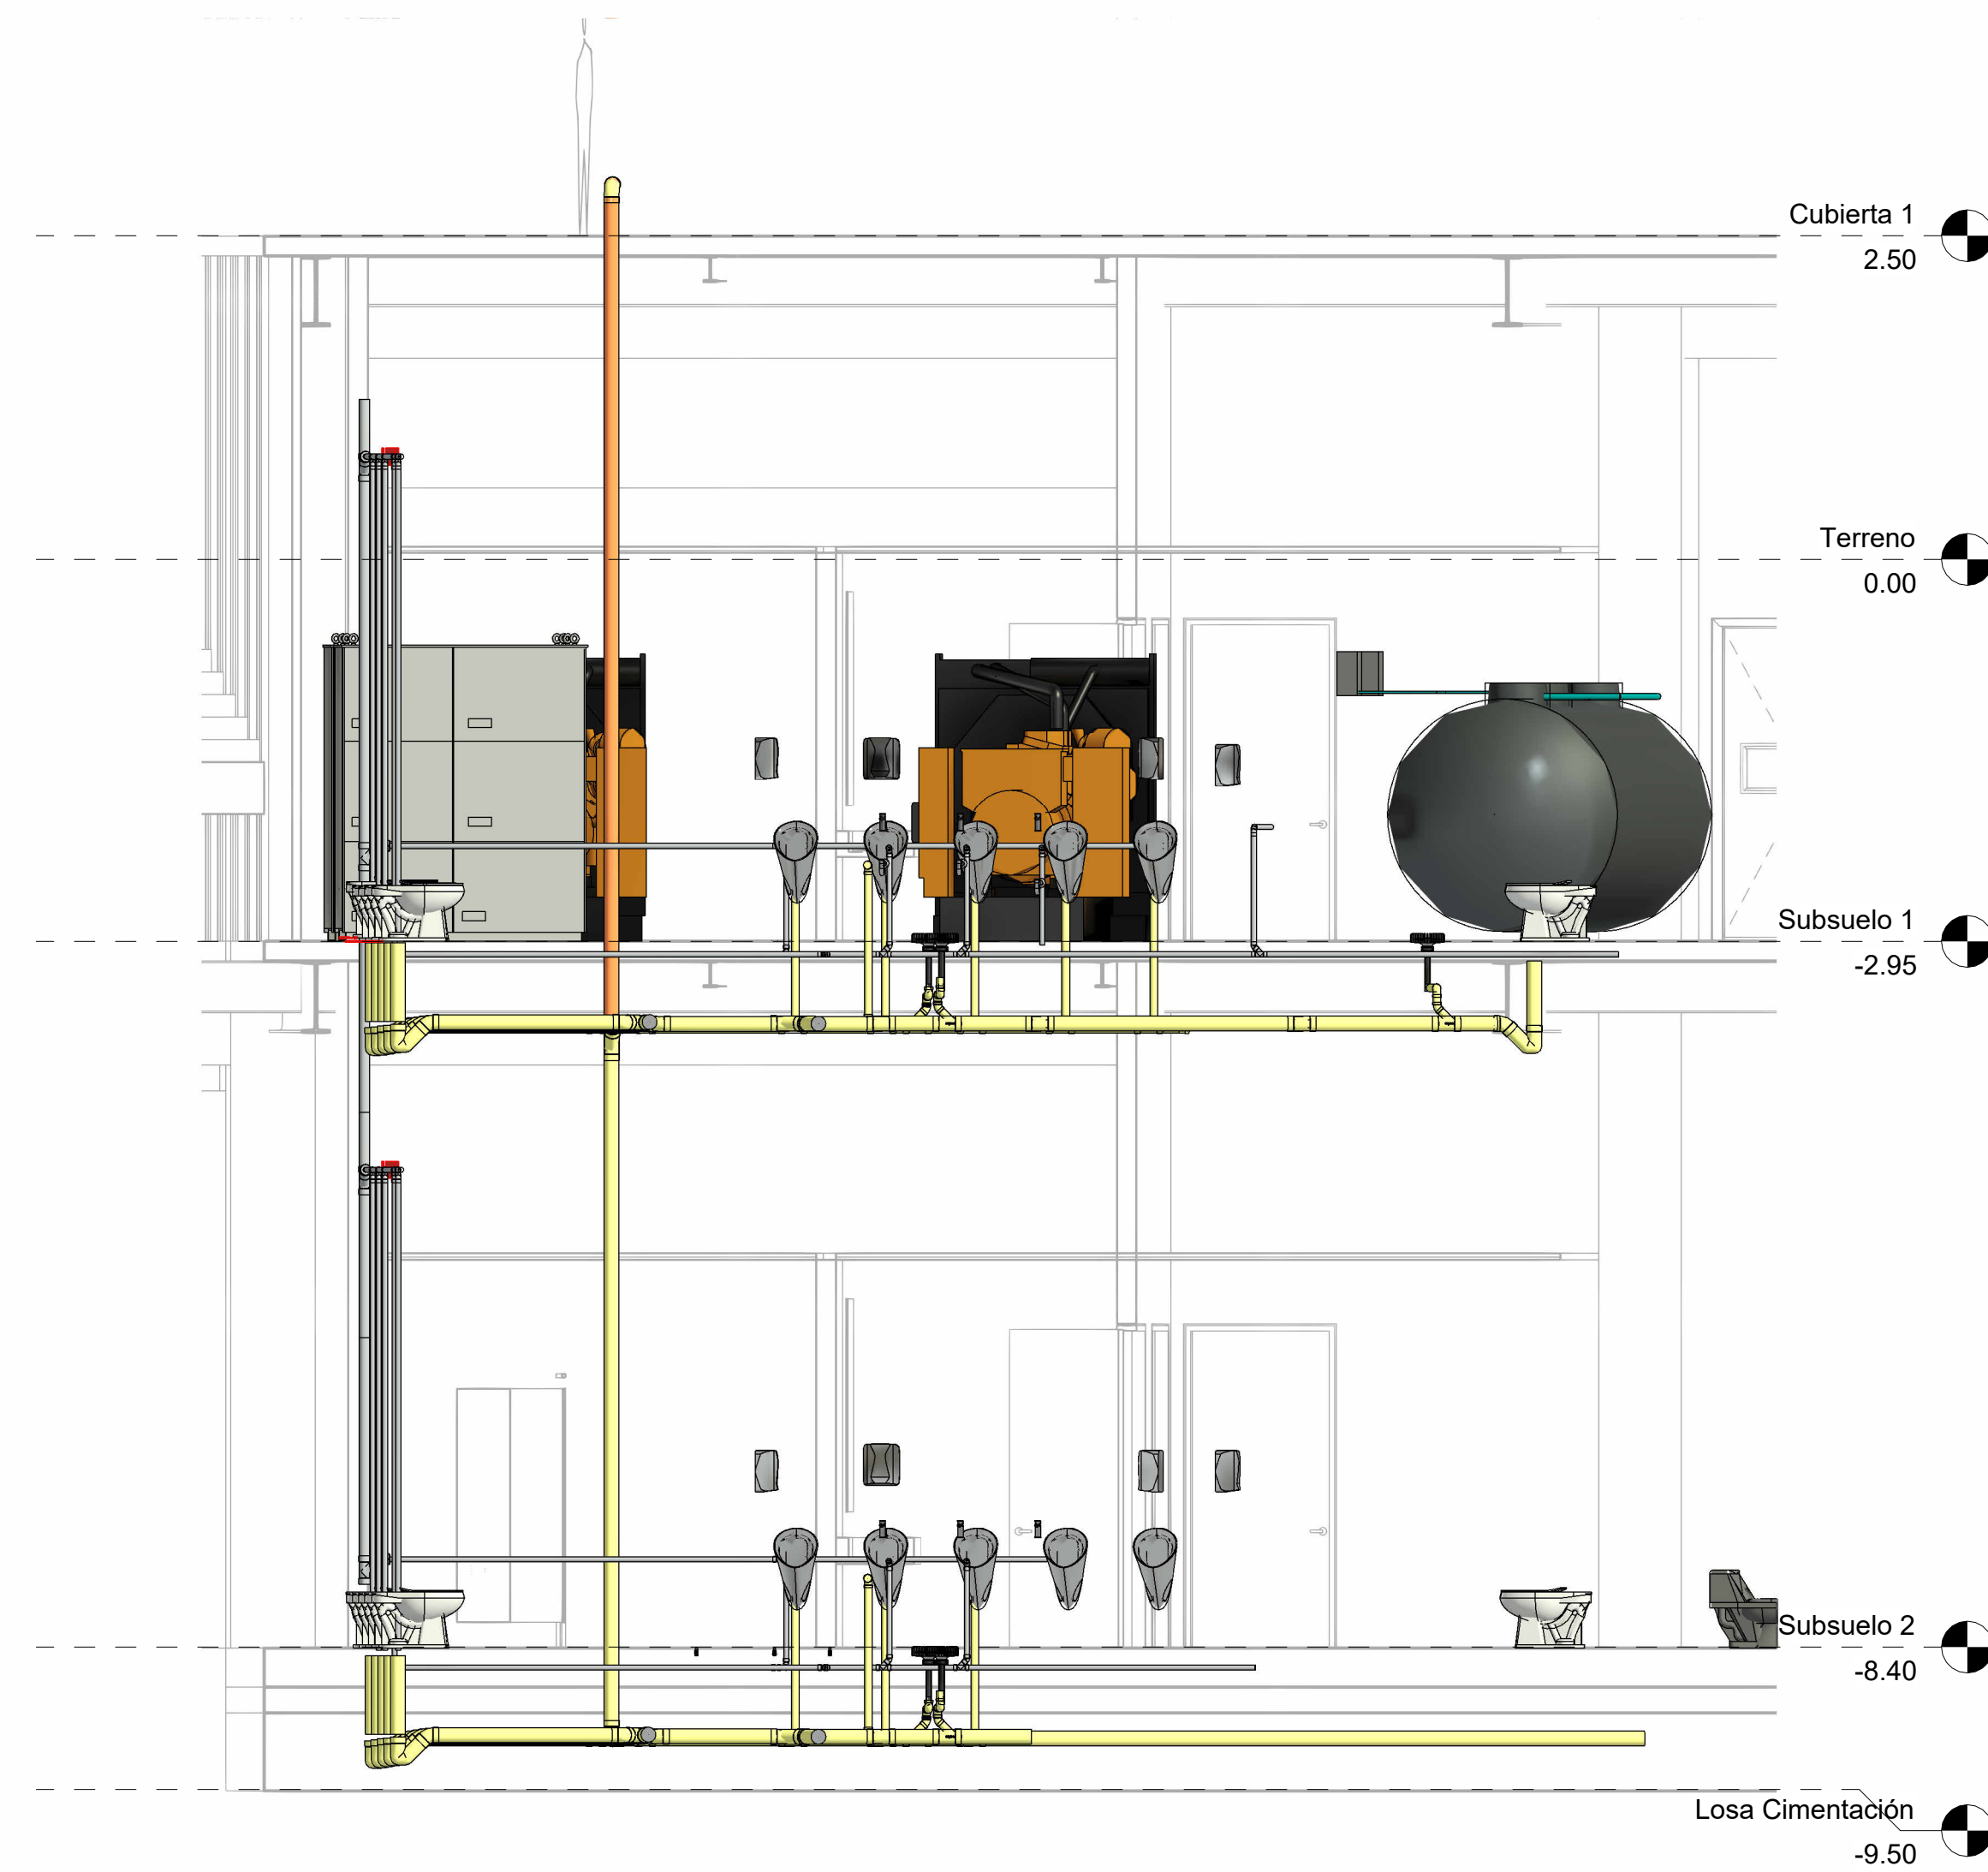 Cubierta 1
2.50
Terreno
0.00
Subsuelo 1
-2.95
Subsuelo 2
-8.40
Losa Cimentación
-9.50